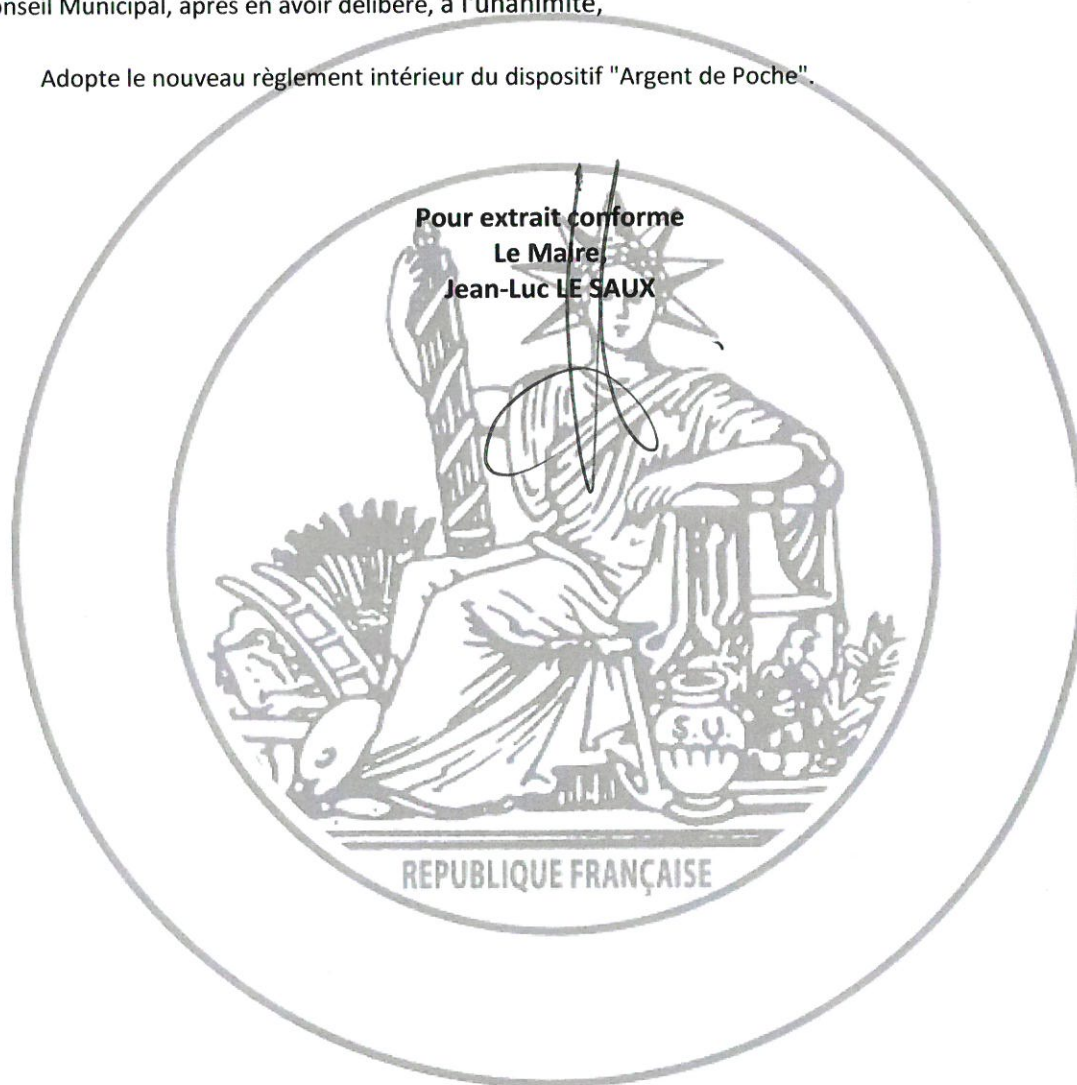 onseil Municipal, après en avoir délibéré, à l'unanimité,
Adopte le nouveau règlement intérieur du dispositif "Argent de Poche".
Pour extrait conforme
Le Maire,
Jean-Luc LE SAUX
S.U.
REPUBLIQUE FRANÇAISE